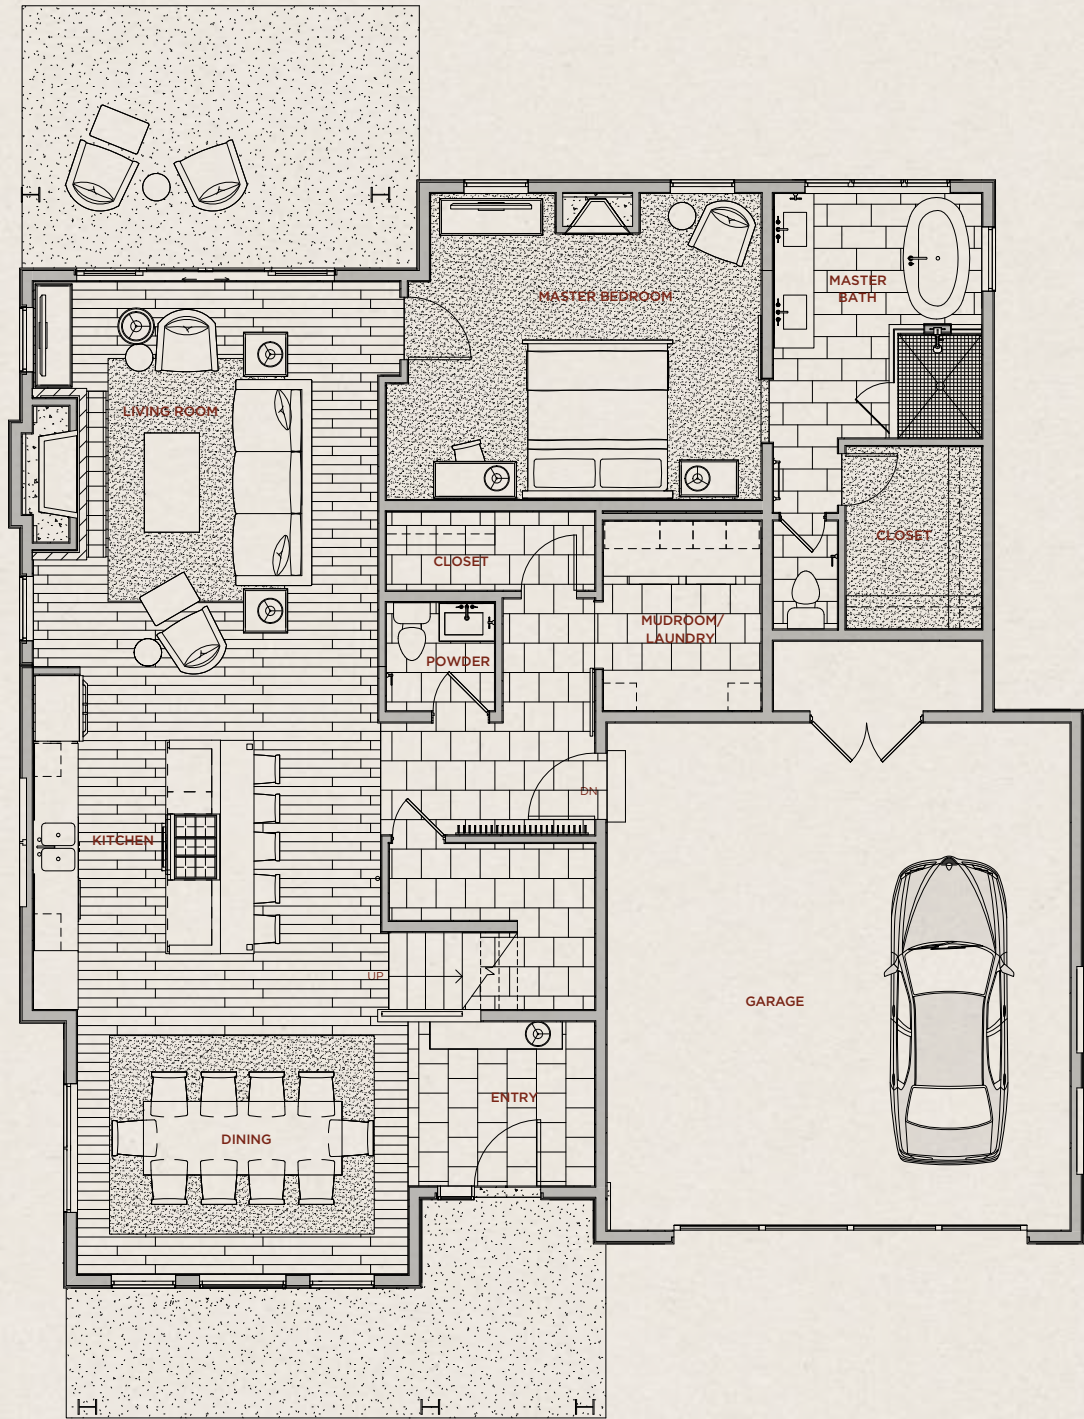 MASTER BEDROOM
MASTER
BATH
LIVING ROOM
CLOSET
CLOSET
MUDROOM/
LAUNDRY
POWDER
DN
KITCHEN
UP
GARAGE
ENTRY
DINING